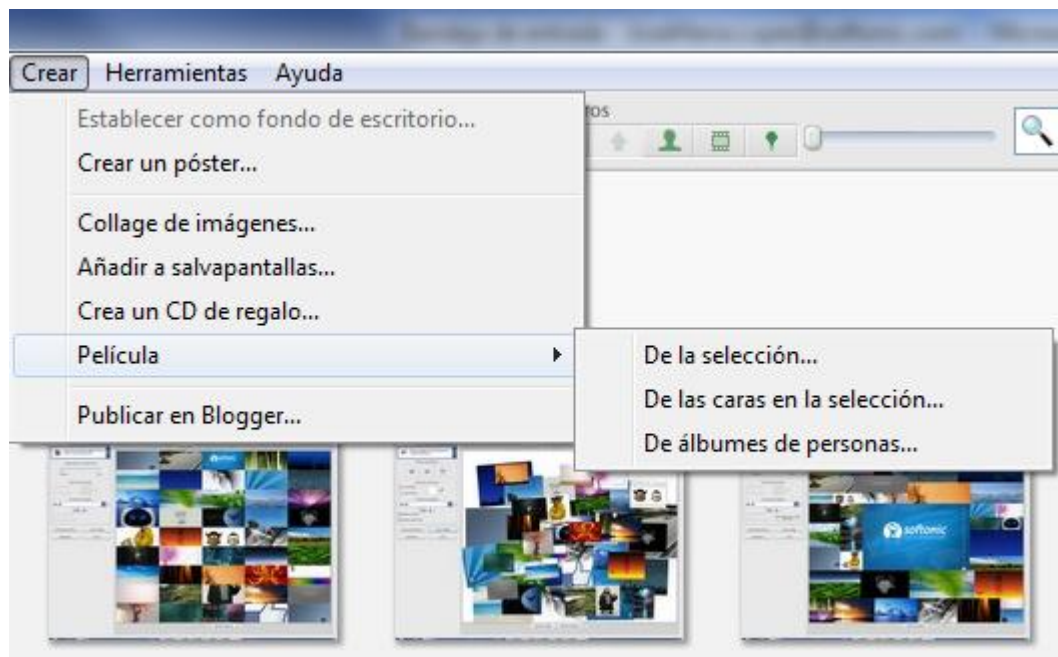 Crear Herramientas Ayuda
Establecer como fondo de escritorio...
ros
Crear un póster...
Collage de imágenes...
Añadir a salvapantallas...
Crea un CD de regalo...
Película
De la selección...
De las caras en la selección...
Publicar en Blogger...
De álbumes de personas...
softonic